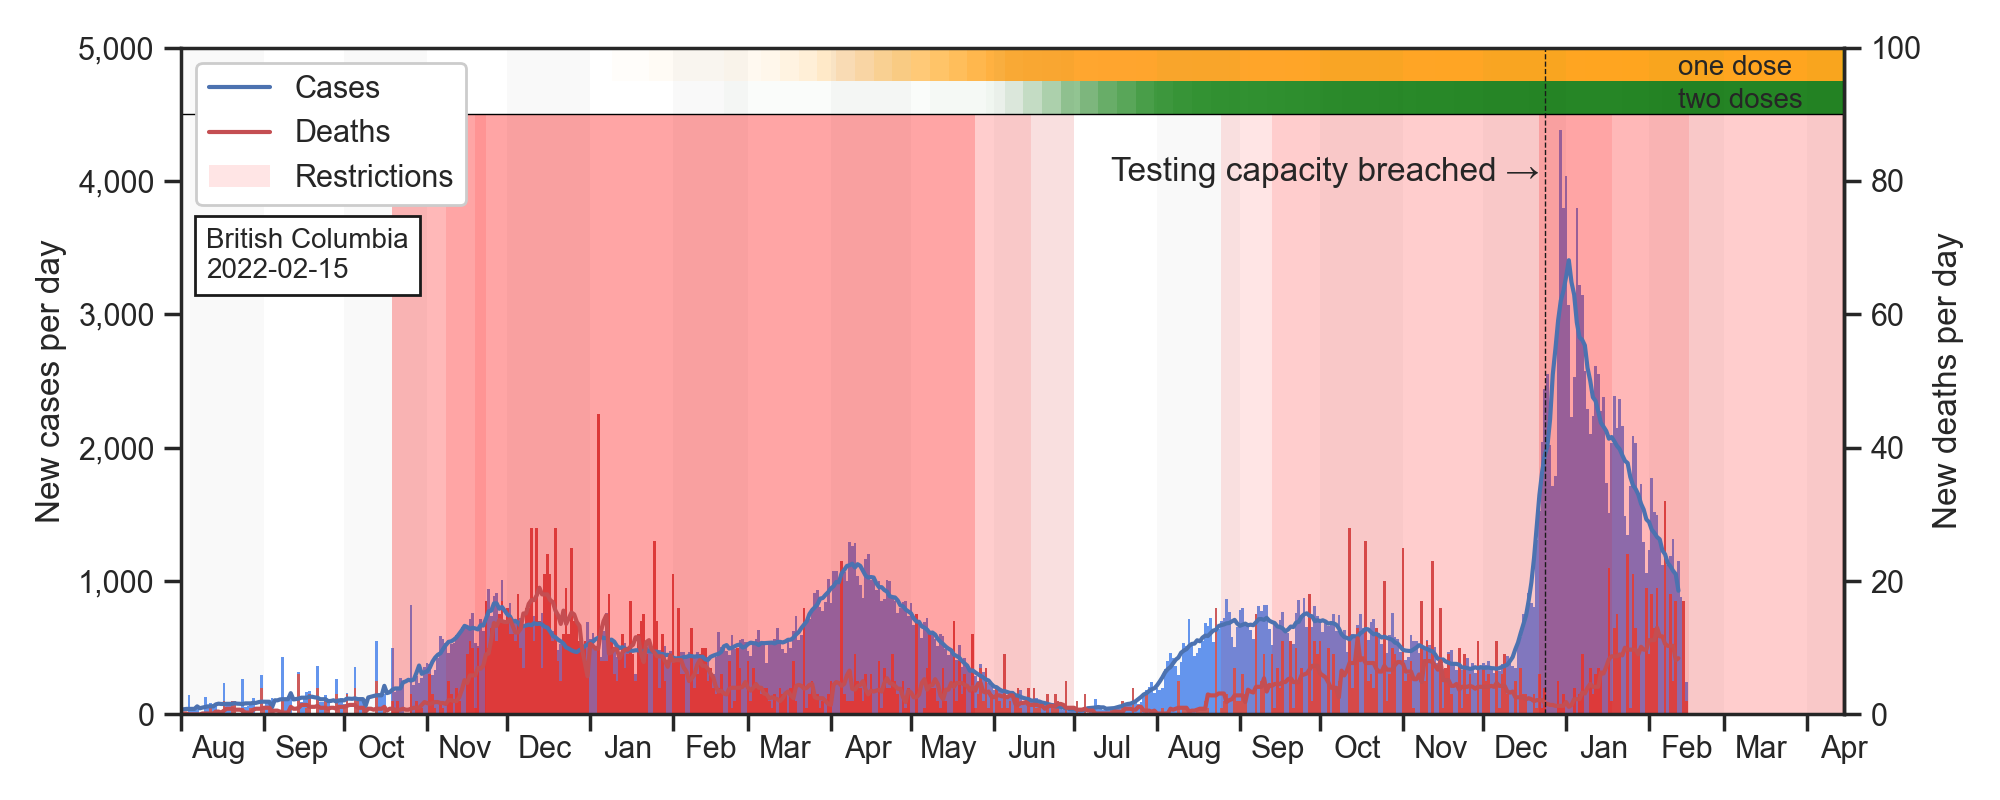 5,000
4,000
3,000
2,000
1,000
0
New cases per day
Cases
Deaths
Restrictions
British Columbia
2022-02-15
one dose
two doses
Testing capacity breached →
100
80
60
40
20
0
New deaths per day
Aug Sep Oct Nov Dec Jan Feb Mar Apr May Jun Jul Aug Sep Oct Nov Dec Jan Feb Mar Apr